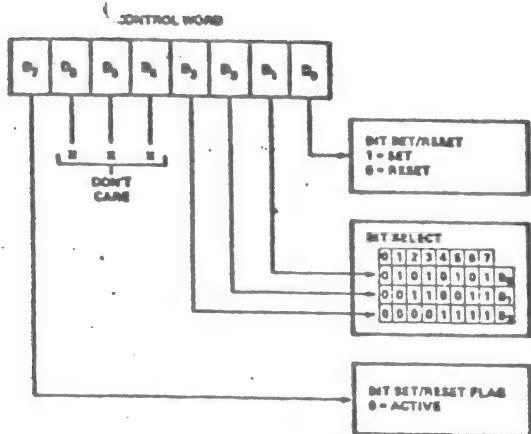 CONTROL WORD
D7 D6 D5 D4 D3 D2 D1 D0
X X X
DON'T
CARE
BIT SET/RESET
1 = SET
0 = RESET
BIT SELECT
0 1 2 3 4 5 6 7
0 1 0 1 0 1 0 1 B0
0 0 1 1 0 0 1 1 B1
0 0 0 0 1 1 1 1 B2
BIT SET/RESET FLAG
0 = ACTIVE